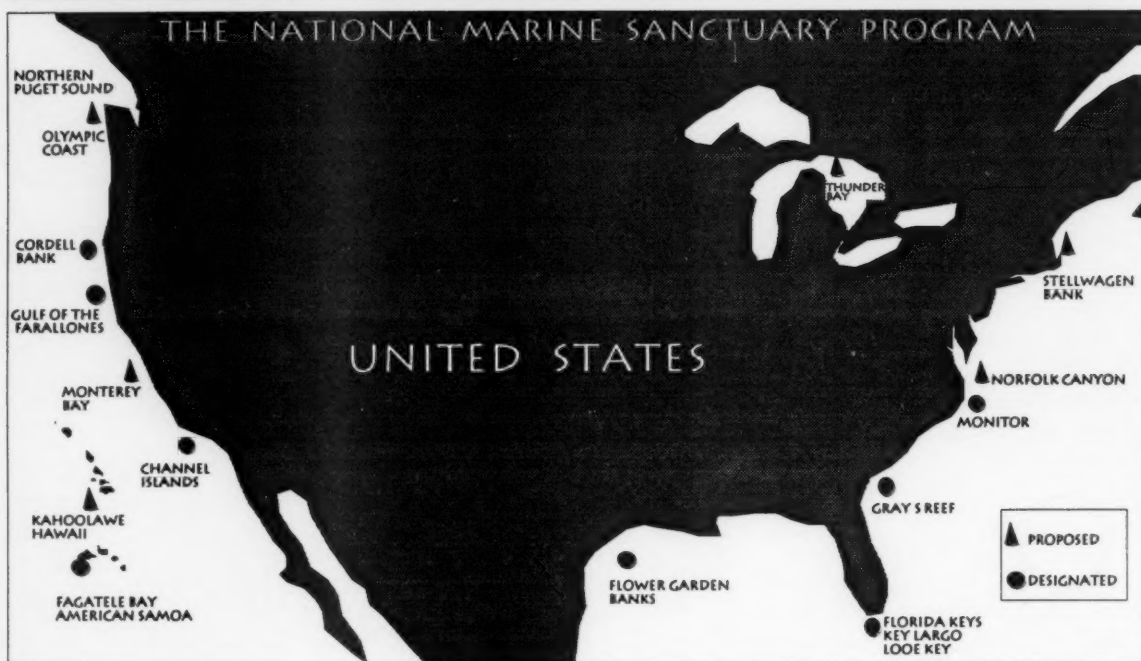 THE NATIONAL MARINE SANCTUARY PROGRAM
NORTHERN
PUGET SOUND
OLYMPIC
COAST
CORDELL
BANK
GULF OF THE
FARALLONES
MONTEREY
BAY
CHANNEL
ISLANDS
KAHOOLAWE
HAWAII
FAGATELE BAY
AMERICAN SAMOA
UNITED STATES
THUNDER
BAY
STELLWAGEN
BANK
NORFOLK CANYON
MONITOR
GRAY S REEF
FLOWER GARDEN
BANKS
FLORIDA KEYS
KEY LARGO
LOOE KEY
PROPOSED
DESIGNATED